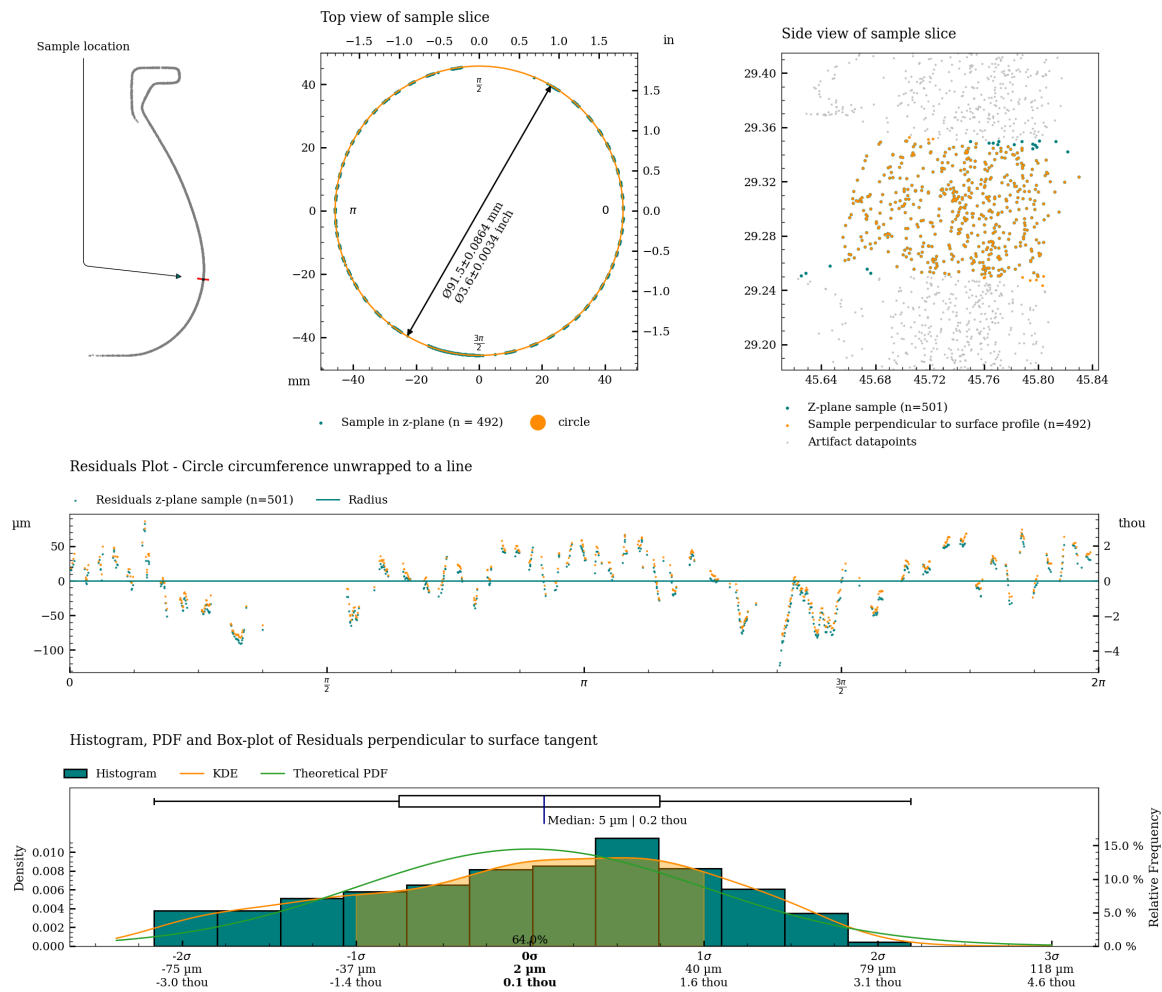 Sample location
Top view of sample slice
−1.5 −1.0 −0.5 0.0 0.5 1.0 1.5 in
40
20
0
−20
−40
1.5
1.0
0.5
0.0
−0.5
−1.0
−1.5
π/2
π
0
3π/2
Ø91.5±0.0864 mm
Ø3.6±0.0034 inch
mm −40 −20 0 20 40
Sample in z-plane (n = 492) circle
Side view of sample slice
29.40
29.36
29.32
29.28
29.24
29.20
45.64 45.68 45.72 45.76 45.80 45.84
Z-plane sample (n=501)
Sample perpendicular to surface profile (n=492)
Artifact datapoints
Residuals Plot - Circle circumference unwrapped to a line
Residuals z-plane sample (n=501) Radius
µm thou
50
0
−50
−100
2
0
−2
−4
0 π/2 π 3π/2 2π
Histogram, PDF and Box-plot of Residuals perpendicular to surface tangent
Histogram KDE Theoretical PDF
Median: 5 µm | 0.2 thou
Density
0.010
0.008
0.006
0.004
0.002
0.000
15.0 %
10.0 %
5.0 %
0.0 %
Relative Frequency
64.0%
-2σ -1σ 0σ 1σ 2σ 3σ
-75 µm -37 µm 2 µm 40 µm 79 µm 118 µm
-3.0 thou -1.4 thou 0.1 thou 1.6 thou 3.1 thou 4.6 thou